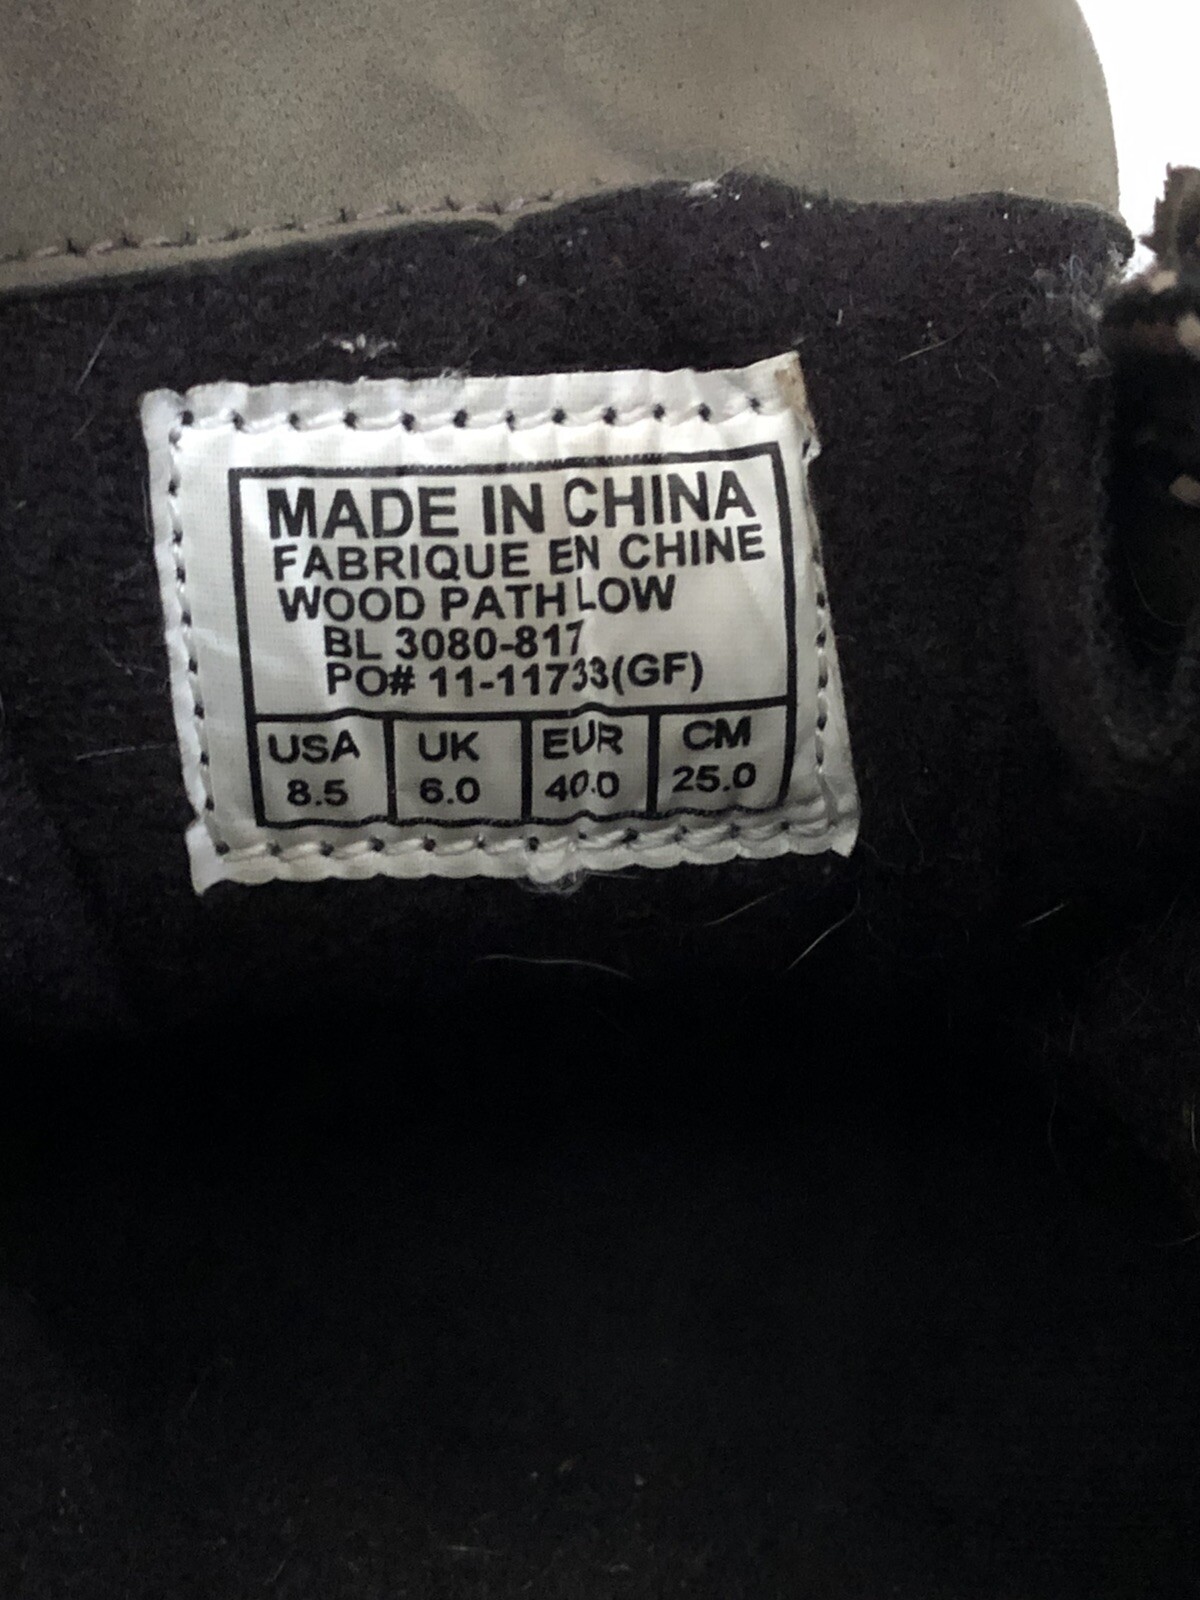 MADE IN CHINA
FABRIQUE EN CHINE
WOOD PATH LOW
BL 3080-817
PO# 11-11733(GF)
USA UK EUR CM
8.5 6.0 40.0 25.0